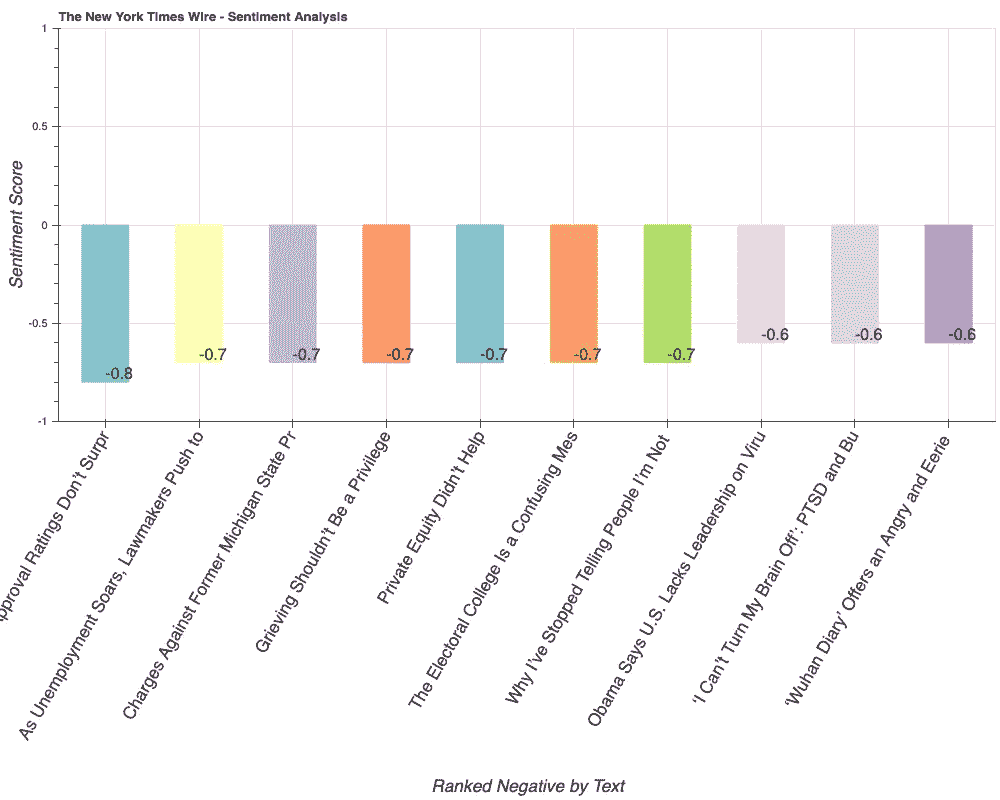 The New York Times Wire - Sentiment Analysis
Sentiment Score
1
0.5
0
-0.5
-1
-0.8
-0.7
-0.7
-0.7
-0.7
-0.7
-0.7
-0.6
-0.6
-0.6
Ratings Don't Surpr
As Unemployment Soars, Lawmakers Push to
Charges Against Former Michigan State Pr
Grieving Shouldn't Be a Privilege
Private Equity Didn't Help
The Electoral College Is a Confusing Mes
Why I've Stopped Telling People I'm Not
Obama Says U.S. Lacks Leadership on Viru
'I Can't Turn My Brain Off': PTSD and Bu
'Wuhan Diary' Offers an Angry and Eerie
Ranked Negative by Text